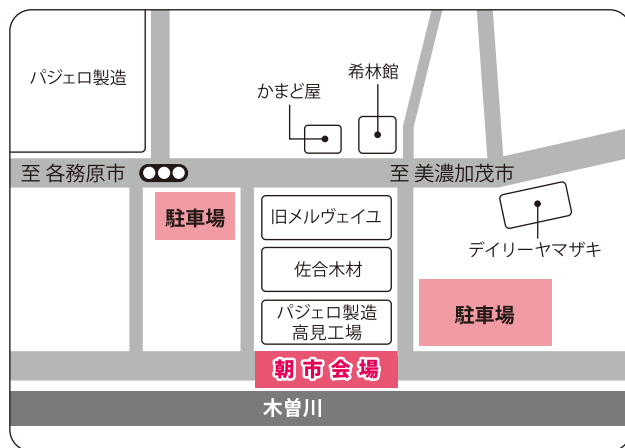 パジェロ製造
かまど屋
希林館
至 各務原市
至 美濃加茂市
駐車場
旧メルヴェイユ
デイリーヤマザキ
佐合木材
パジェロ製造
高見工場
駐車場
朝市会場
木曽川